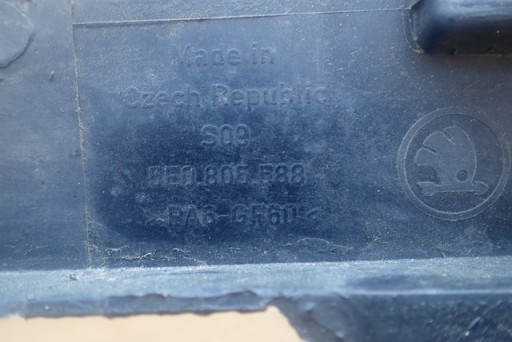 Made in
Czech Republic
S09
5E0.805.588
>PA6-GF60<